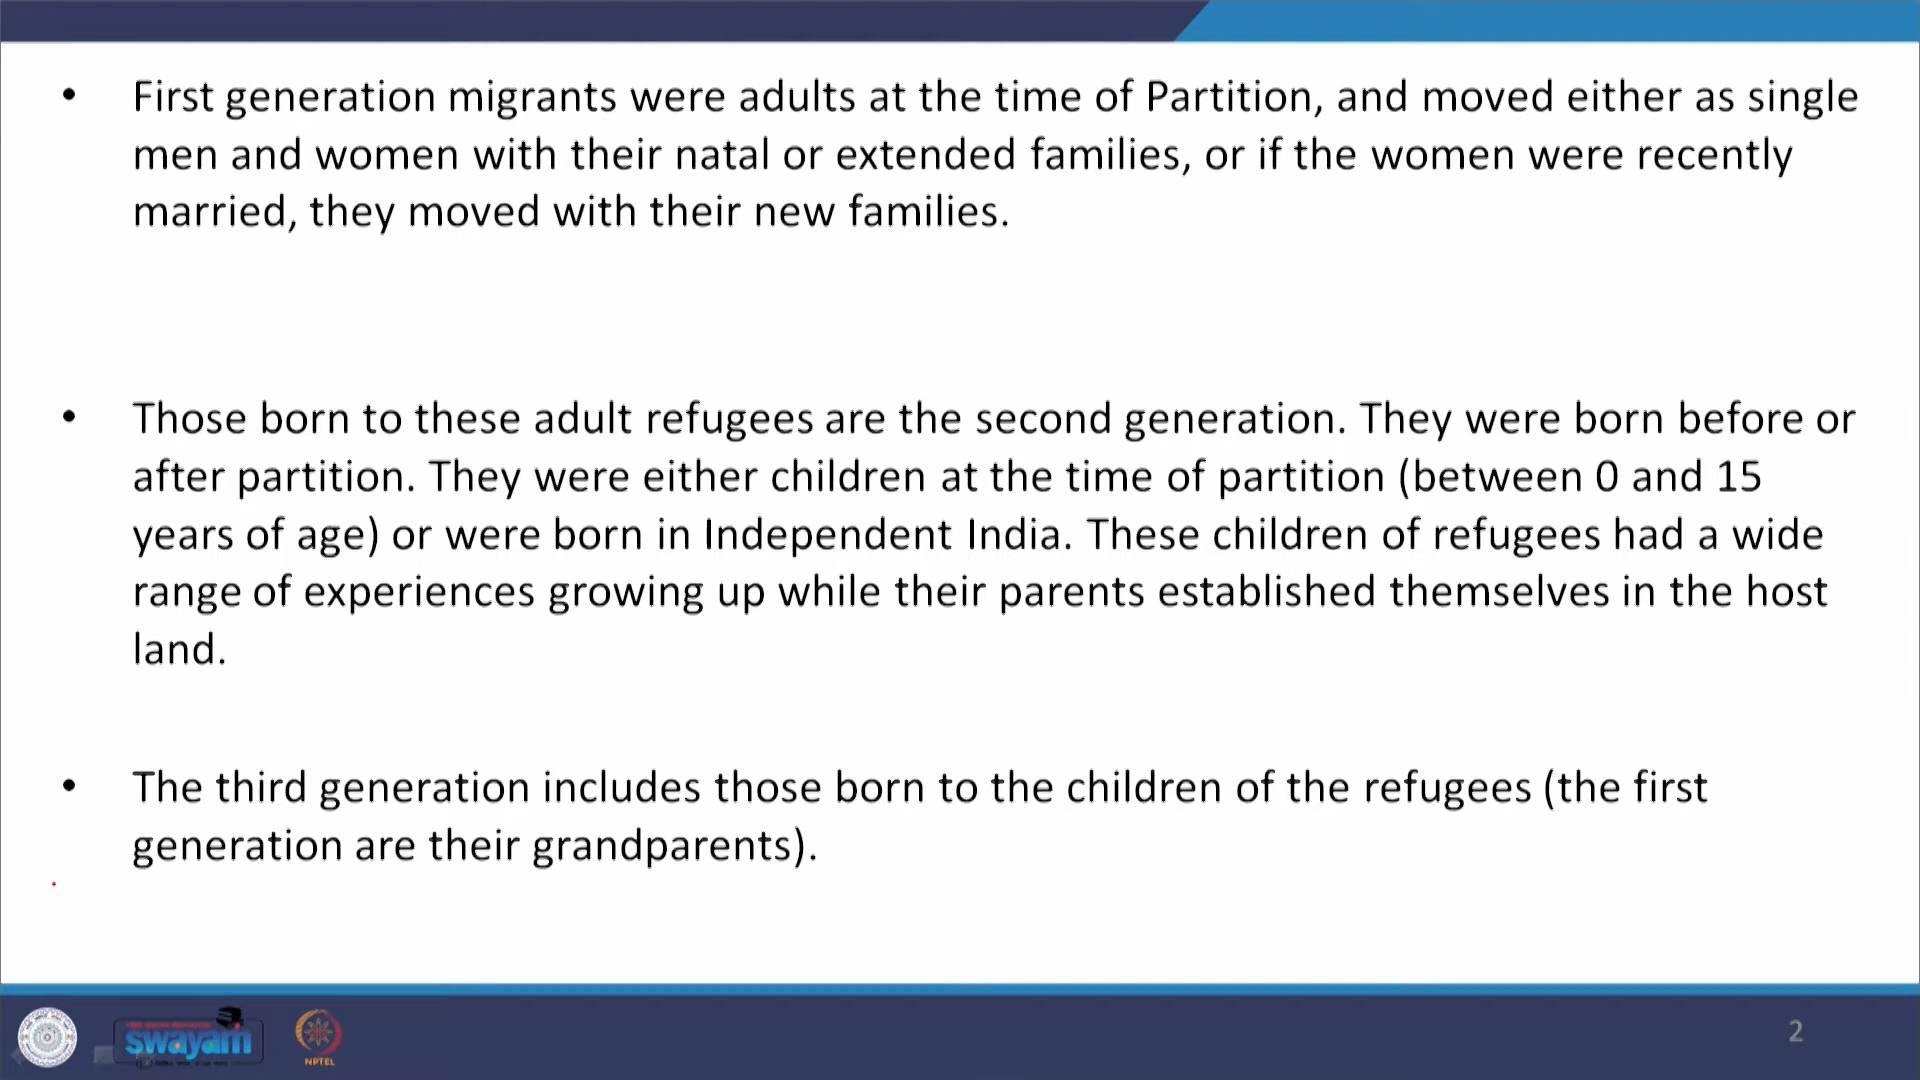 • First generation migrants were adults at the time of Partition, and moved either as single
men and women with their natal or extended families, or if the women were recently
married, they moved with their new families.
• Those born to these adult refugees are the second generation. They were born before or
after partition. They were either children at the time of partition (between 0 and 15
years of age) or were born in Independent India. These children of refugees had a wide
range of experiences growing up while their parents established themselves in the host
land.
• The third generation includes those born to the children of the refugees (the first
generation are their grandparents).
swayam
NPTEL
2